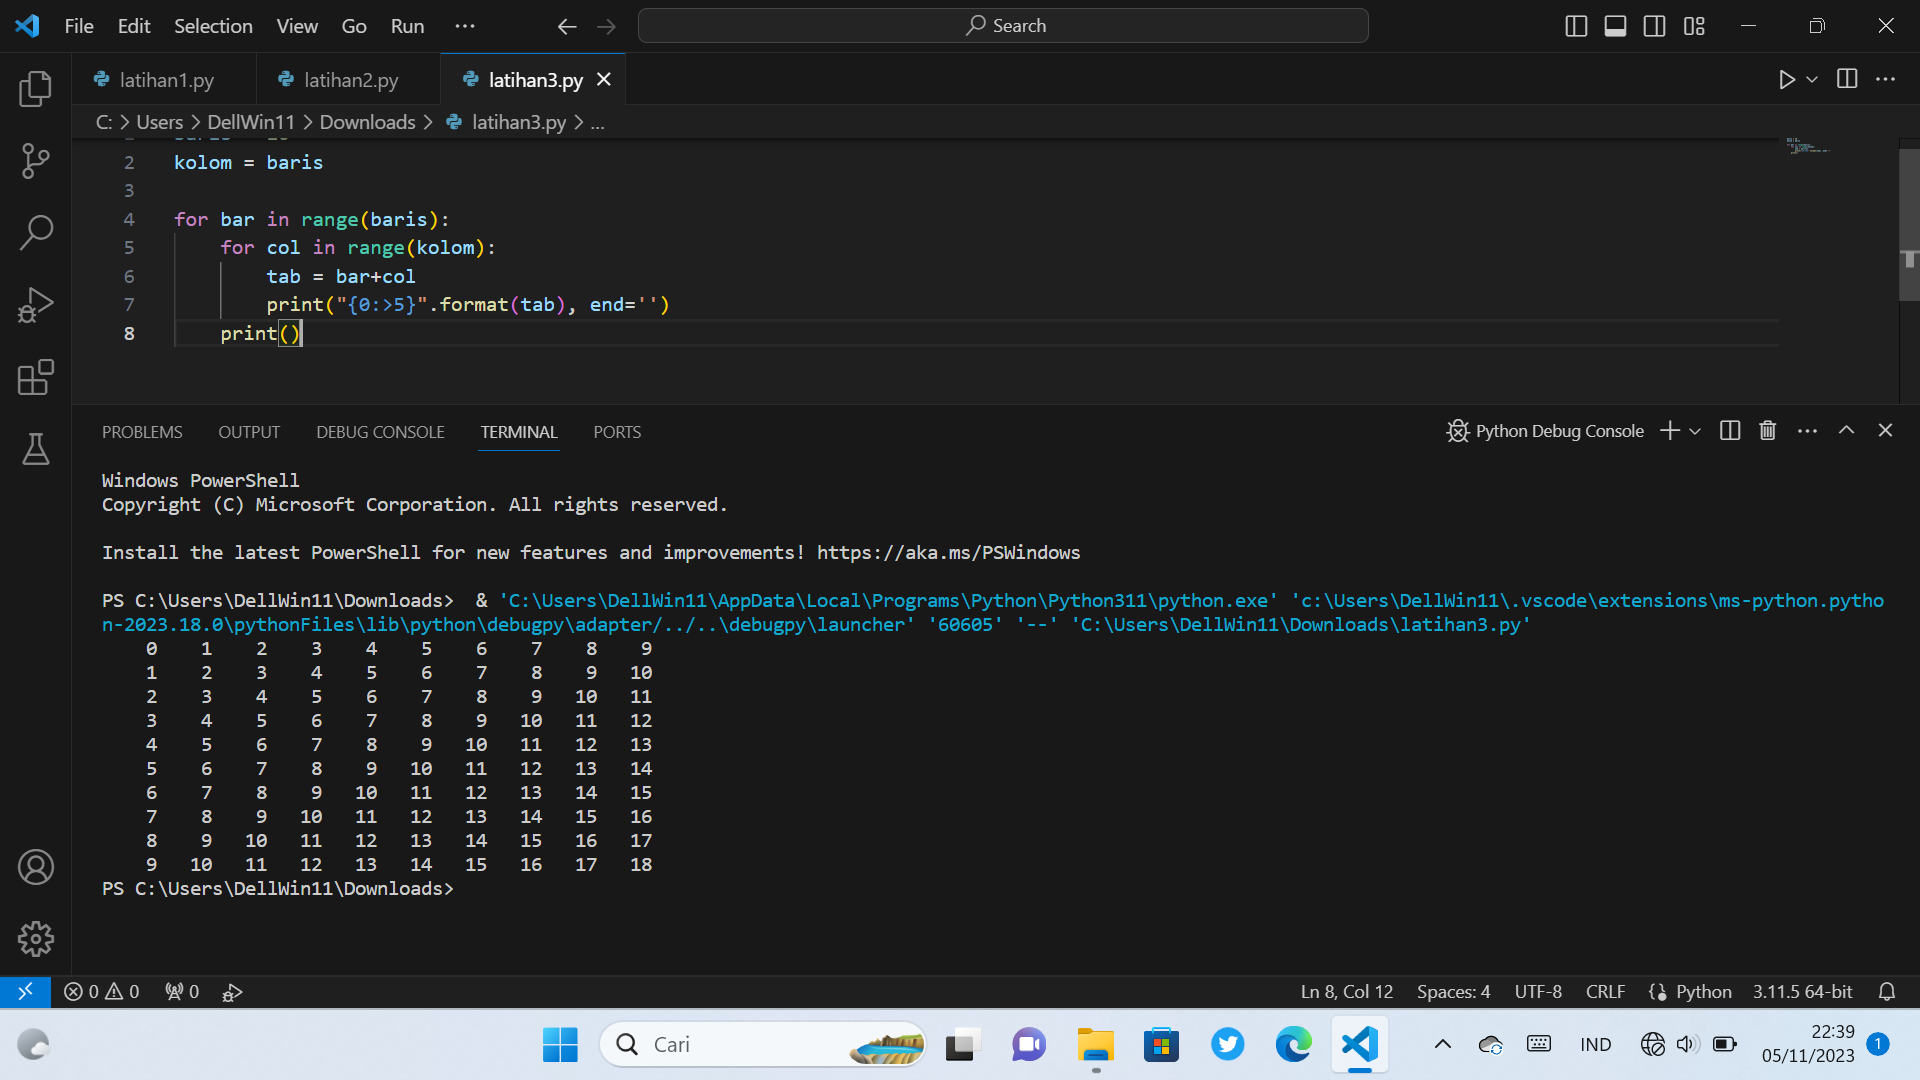 File Edit Selection View Go Run ··· Search
latihan1.py latihan2.py latihan3.py
C: > Users > DellWin11 > Downloads > latihan3.py > ...
2 kolom = baris
3
4 for bar in range(baris):
5 for col in range(kolom):
6 tab = bar+col
7 print("{0:>5}".format(tab), end='')
8 print()
PROBLEMS OUTPUT DEBUG CONSOLE TERMINAL PORTS Python Debug Console
Windows PowerShell
Copyright (C) Microsoft Corporation. All rights reserved.
Install the latest PowerShell for new features and improvements! https://aka.ms/PSWindows
PS C:\Users\DellWin11\Downloads>  & 'C:\Users\DellWin11\AppData\Local\Programs\Python\Python311\python.exe' 'c:\Users\DellWin11\.vscode\extensions\ms-python.pytho
n-2023.18.0\pythonFiles\lib\python\debugpy\adapter/../..\debugpy\launcher' '60605' '--' 'C:\Users\DellWin11\Downloads\latihan3.py'
0 1 2 3 4 5 6 7 8 9
1 2 3 4 5 6 7 8 9 10
2 3 4 5 6 7 8 9 10 11
3 4 5 6 7 8 9 10 11 12
4 5 6 7 8 9 10 11 12 13
5 6 7 8 9 10 11 12 13 14
6 7 8 9 10 11 12 13 14 15
7 8 9 10 11 12 13 14 15 16
8 9 10 11 12 13 14 15 16 17
9 10 11 12 13 14 15 16 17 18
PS C:\Users\DellWin11\Downloads>
0 0 0 Ln 8, Col 12 Spaces: 4 UTF-8 CRLF Python 3.11.5 64-bit
Cari IND 22:39 1
05/11/2023